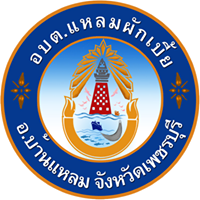 อบต.แหลมผักเบี้ย
อ.บ้านแหลม จังหวัดเพชรบุรี